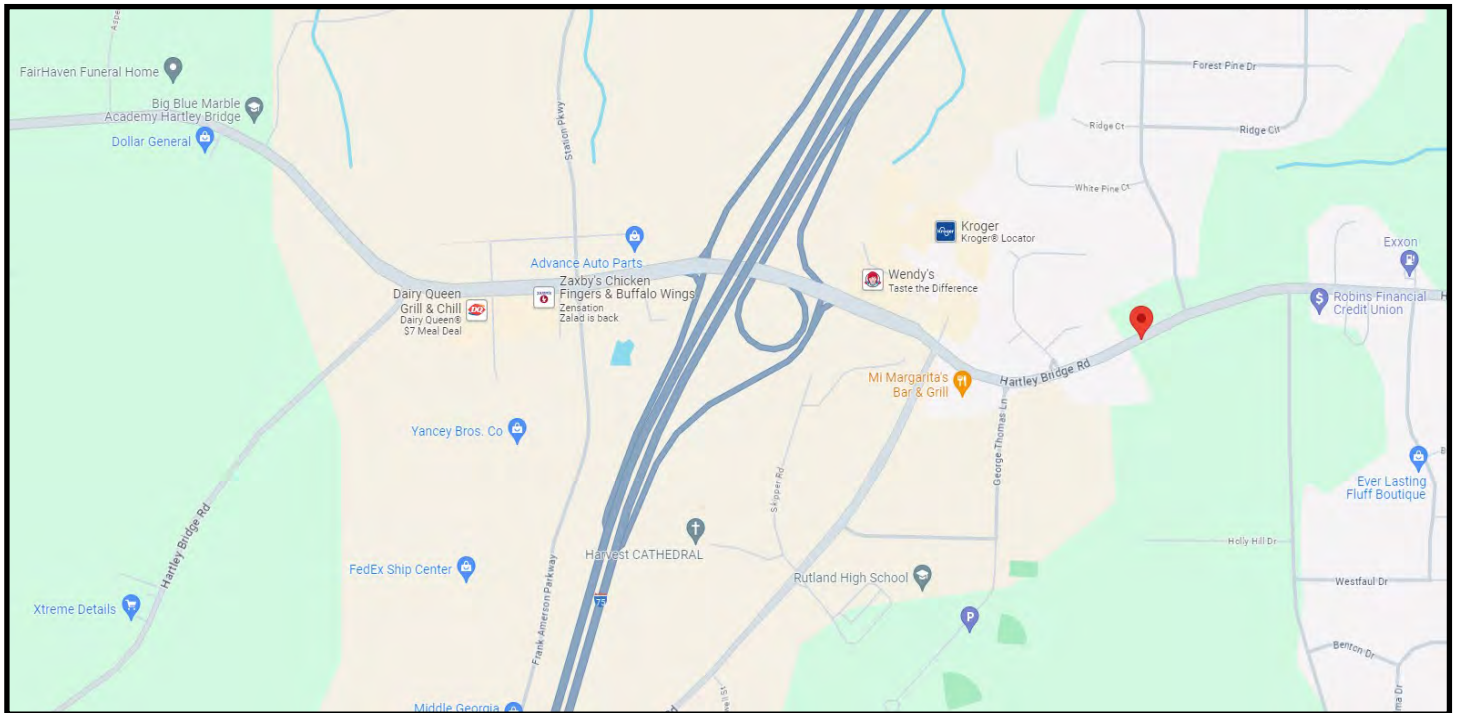 Aspe
FairHaven Funeral Home
Big Blue Marble
Academy Hartley Bridge
Dollar General
Station Pkwy
Forest Pine Dr
Ridge Ct
Ridge Cir
White Pine Ct
Kroger
Kroger
Kroger® Locator
Advance Auto Parts
Wendy's
Taste the Difference
Exxon
Zaxby's Chicken
Fingers & Buffalo Wings
Zensation
Zalad is back
Dairy Queen
Grill & Chill
Dairy Queen®
$7 Meal Deal
DQ
H
Robins Financial
Credit Union
Hartley Bridge Rd
Mi Margarita's
Bar & Grill
Yancey Bros. Co
George Thomas Ln
Skipper Rd
Ever Lasting
Fluff Boutique
Hartley Bridge Rd
Harvest CATHEDRAL
Holly Hill Dr
FedEx Ship Center
Frank Amerson Parkway
Rutland High School
Westfaul Dr
75
Xtreme Details
P
Benton Dr
ma Dr
Middle Georgia